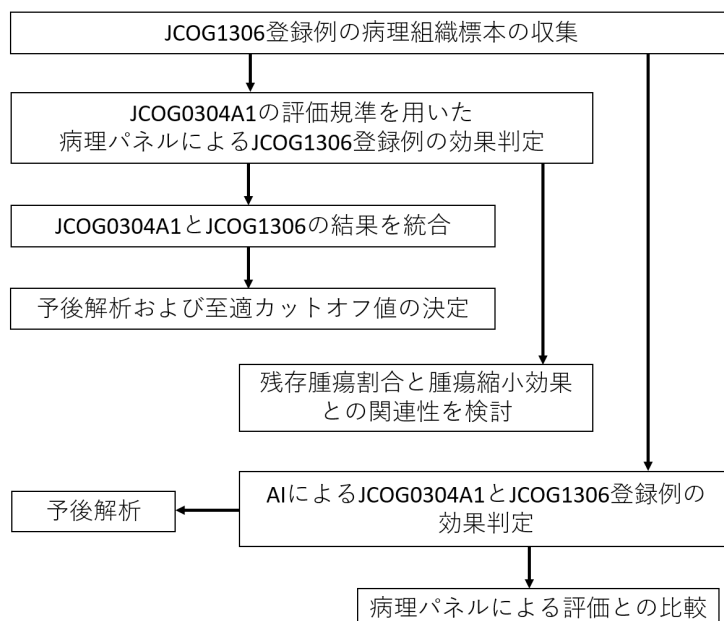 JCOG1306登録例の病理組織標本の収集
JCOG0304A1の評価規準を用いた
病理パネルによるJCOG1306登録例の効果判定
JCOG0304A1とJCOG1306の結果を統合
予後解析および至適カットオフ値の決定
残存腫瘍割合と腫瘍縮小効果
との関連性を検討
AIによるJCOG0304A1とJCOG1306登録例の
効果判定
予後解析
病理パネルによる評価との比較